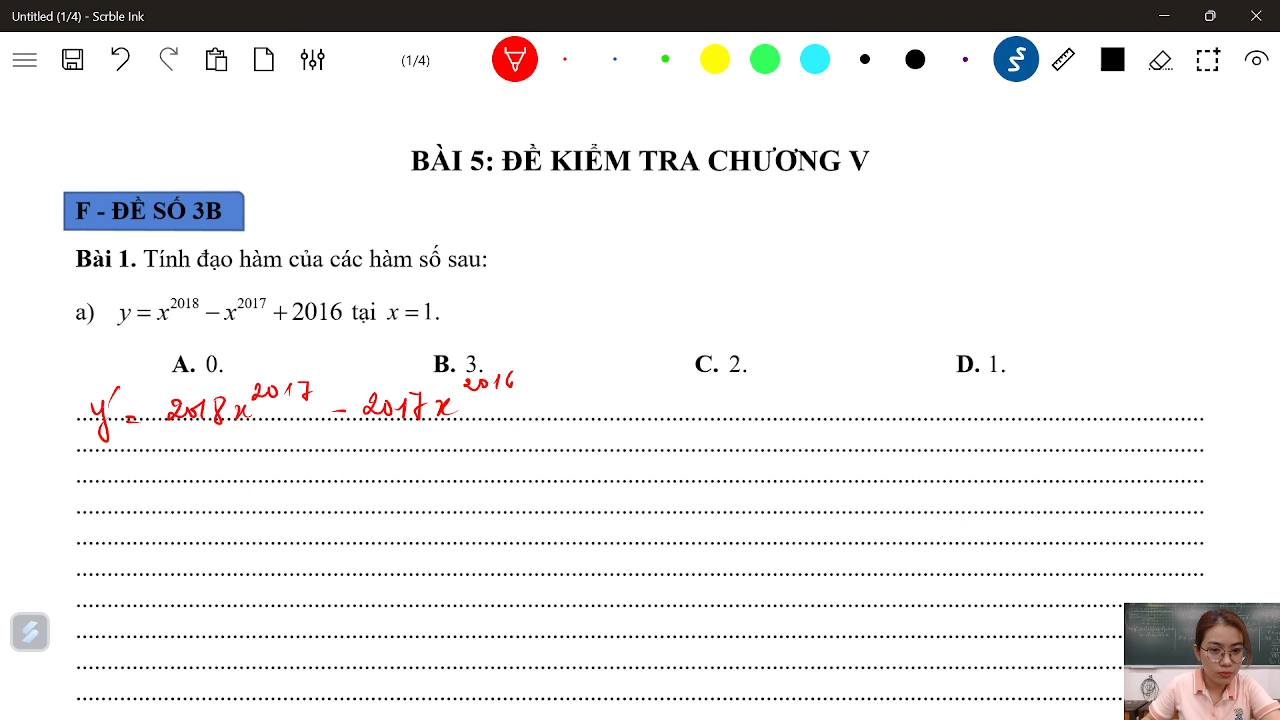 Untitled (1/4) - Scrble Ink
(1/4)
BÀI 5: ĐỀ KIỂM TRA CHƯƠNG V
F - ĐỀ SỐ 3B
Bài 1. Tính đạo hàm của các hàm số sau:
a) y = x^2018 − x^2017 + 2016 tại x = 1.
A. 0. B. 3. C. 2. D. 1.
y' = 2018x^2017 - 2017x^2016